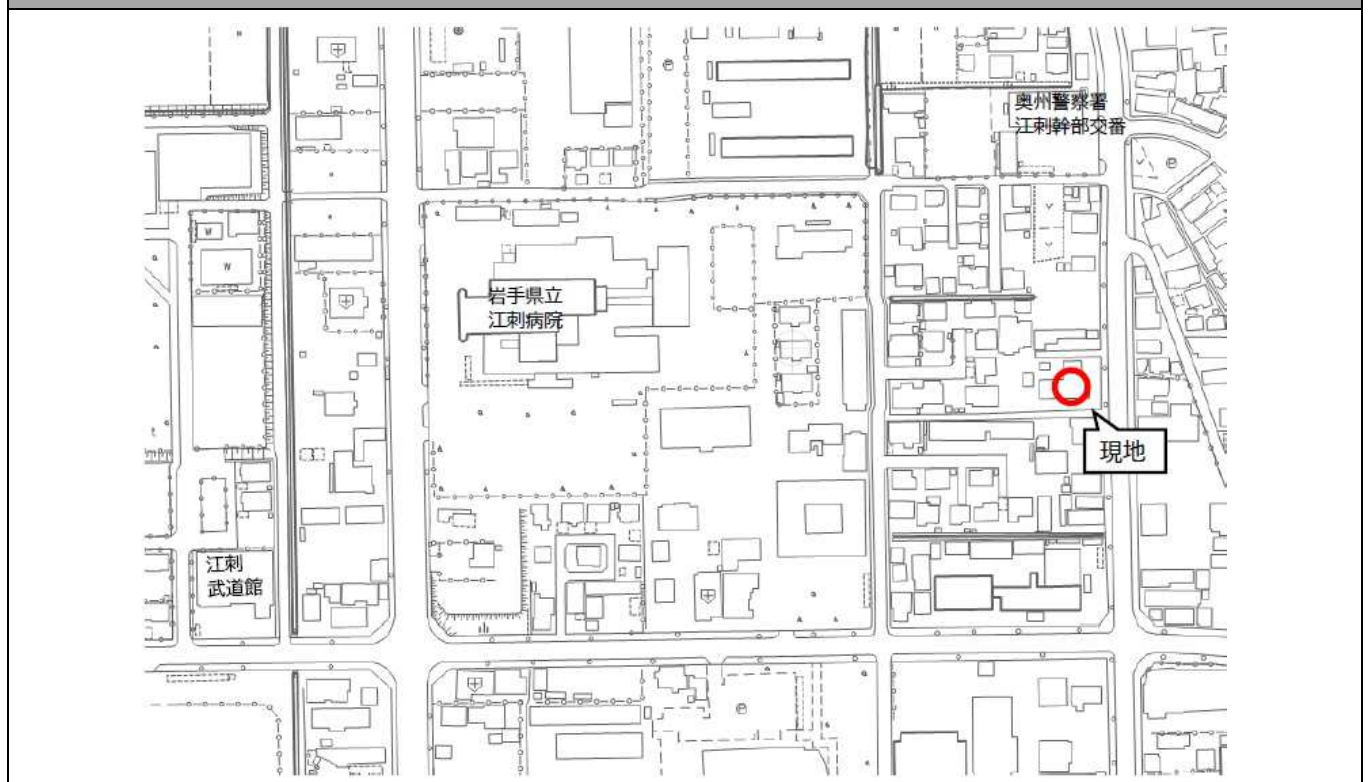 奥州警察署
江刺幹部交番
岩手県立
江刺病院
現地
江刺
武道館